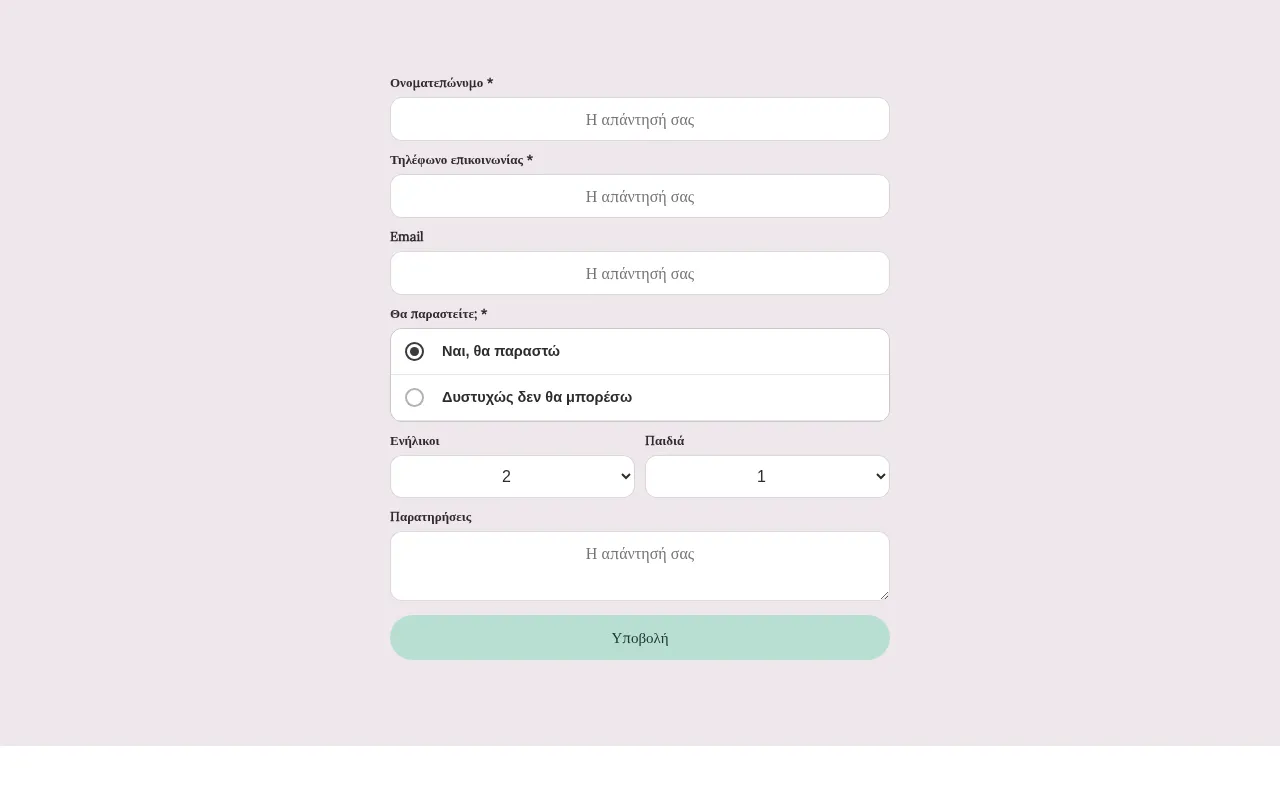 Ονοματεπώνυμο *
Η απάντησή σας
Τηλέφωνο επικοινωνίας *
Η απάντησή σας
Email
Η απάντησή σας
Θα παραστείτε; *
Ναι, θα παραστώ
Δυστυχώς δεν θα μπορέσω
Ενήλικοι Παιδιά
2 1
Παρατηρήσεις
Η απάντησή σας
Υποβολή